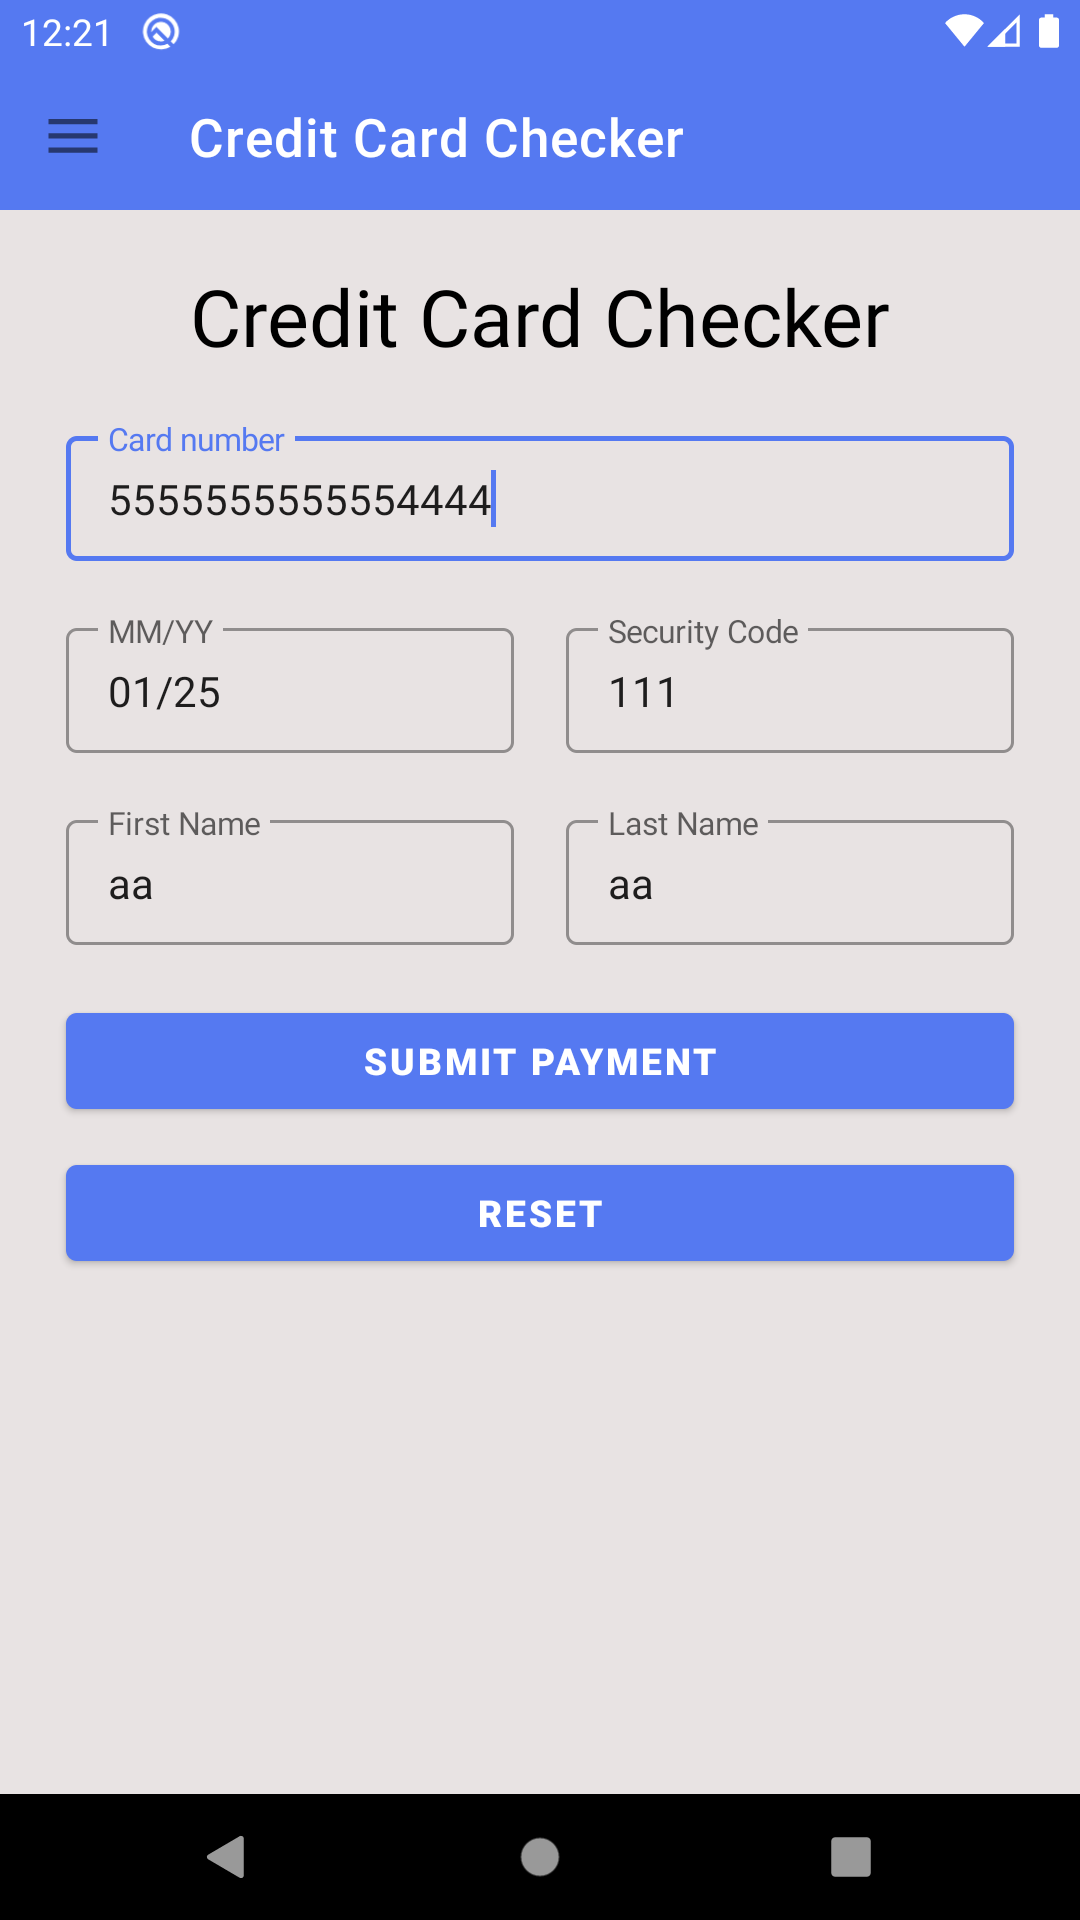 12:21
Credit Card Checker
Credit Card Checker
Card number
5555555555554444
MM/YY
Security Code
01/25
111
First Name
Last Name
aa
aa
SUBMIT PAYMENT
RESET